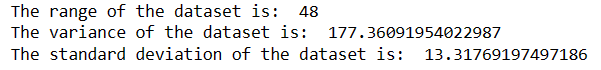 The range of the dataset is:  48
The variance of the dataset is:  177.36091954022987
The standard deviation of the dataset is:  13.31769197497186